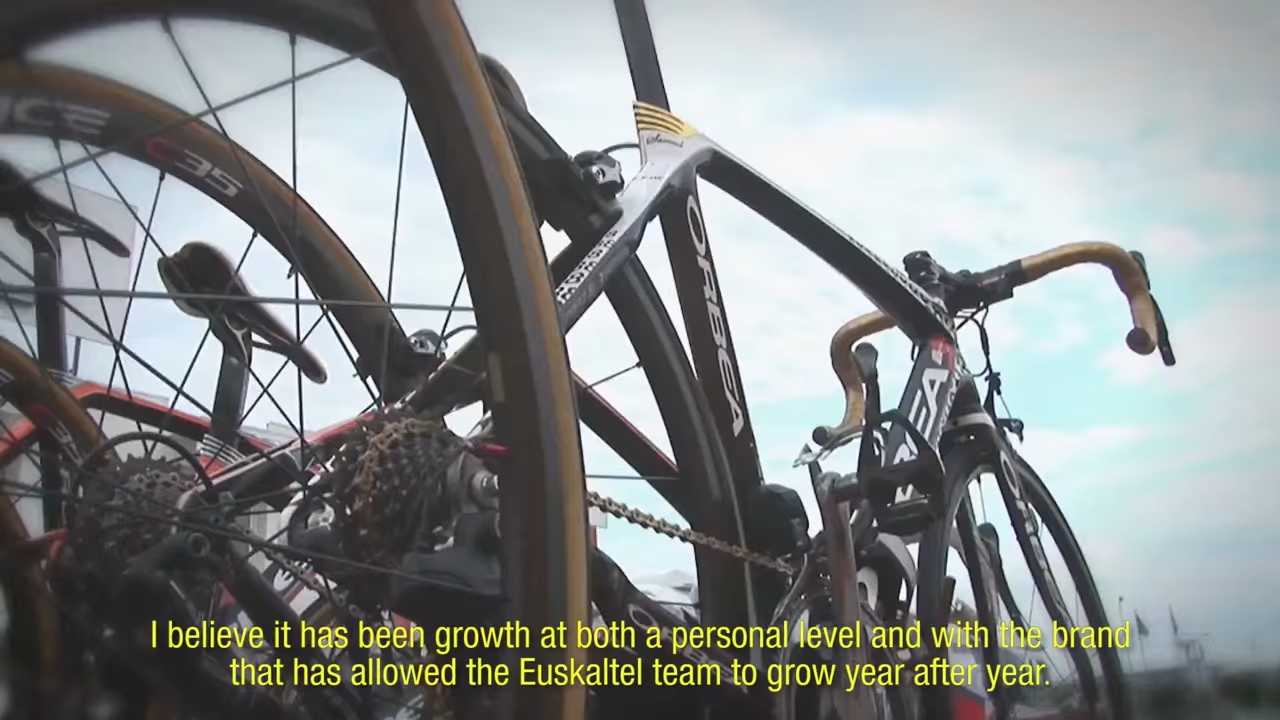 C35
ORBEA
I believe it has been growth at both a personal level and with the brand
that has allowed the Euskaltel team to grow year after year.